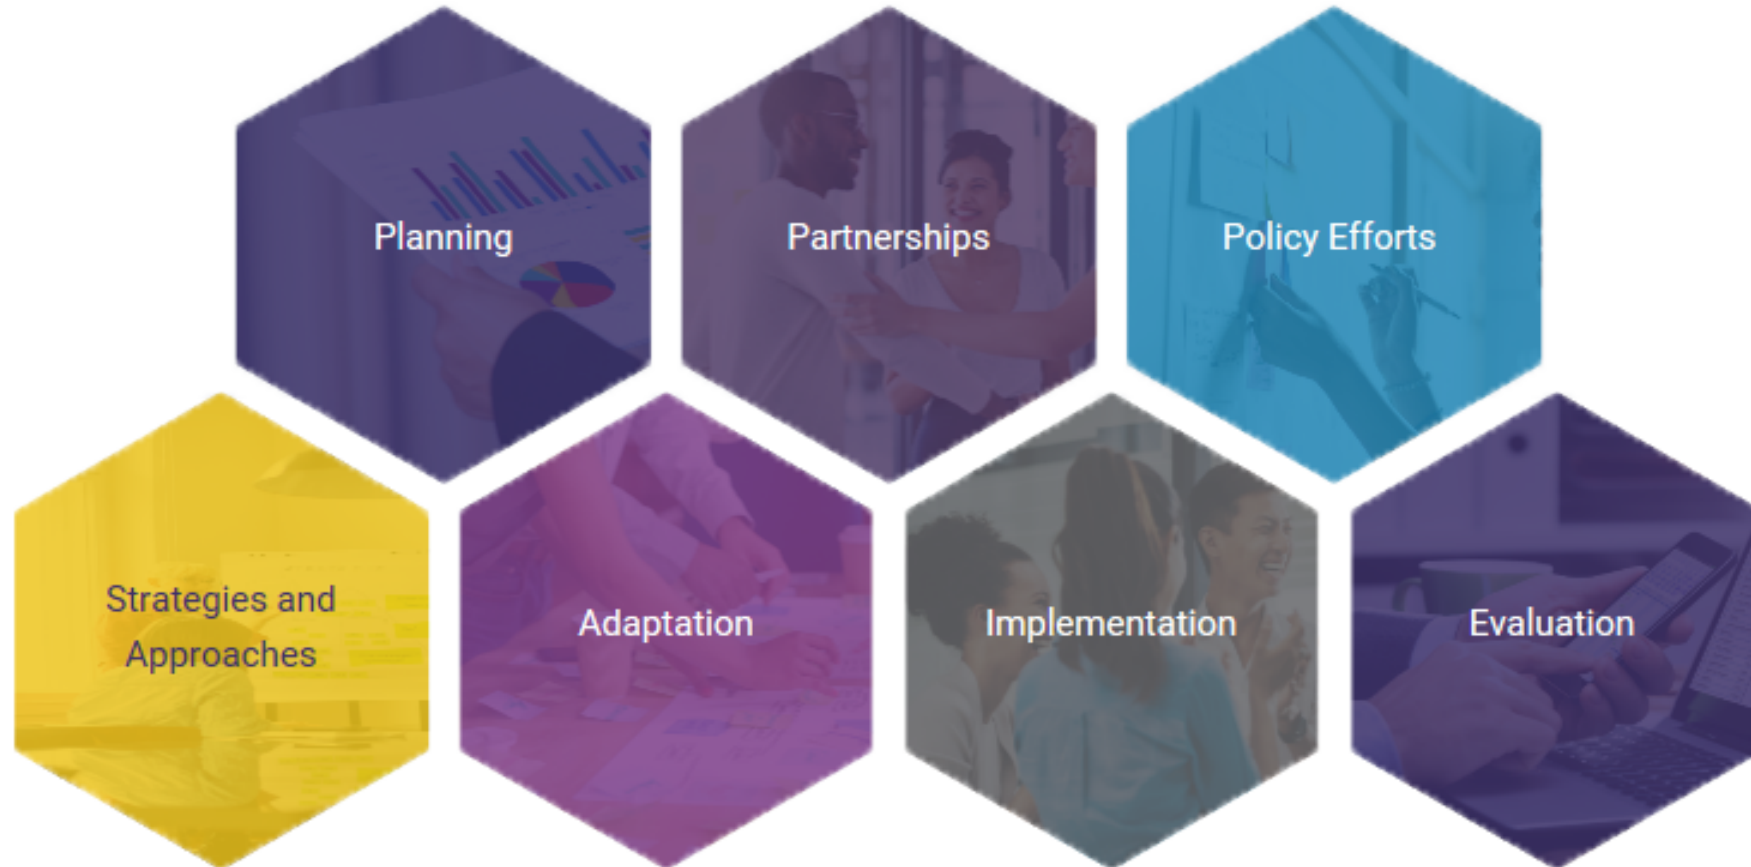 Planning
Partnerships
Policy Efforts
Strategies and
Approaches
Adaptation
Implementation
Evaluation